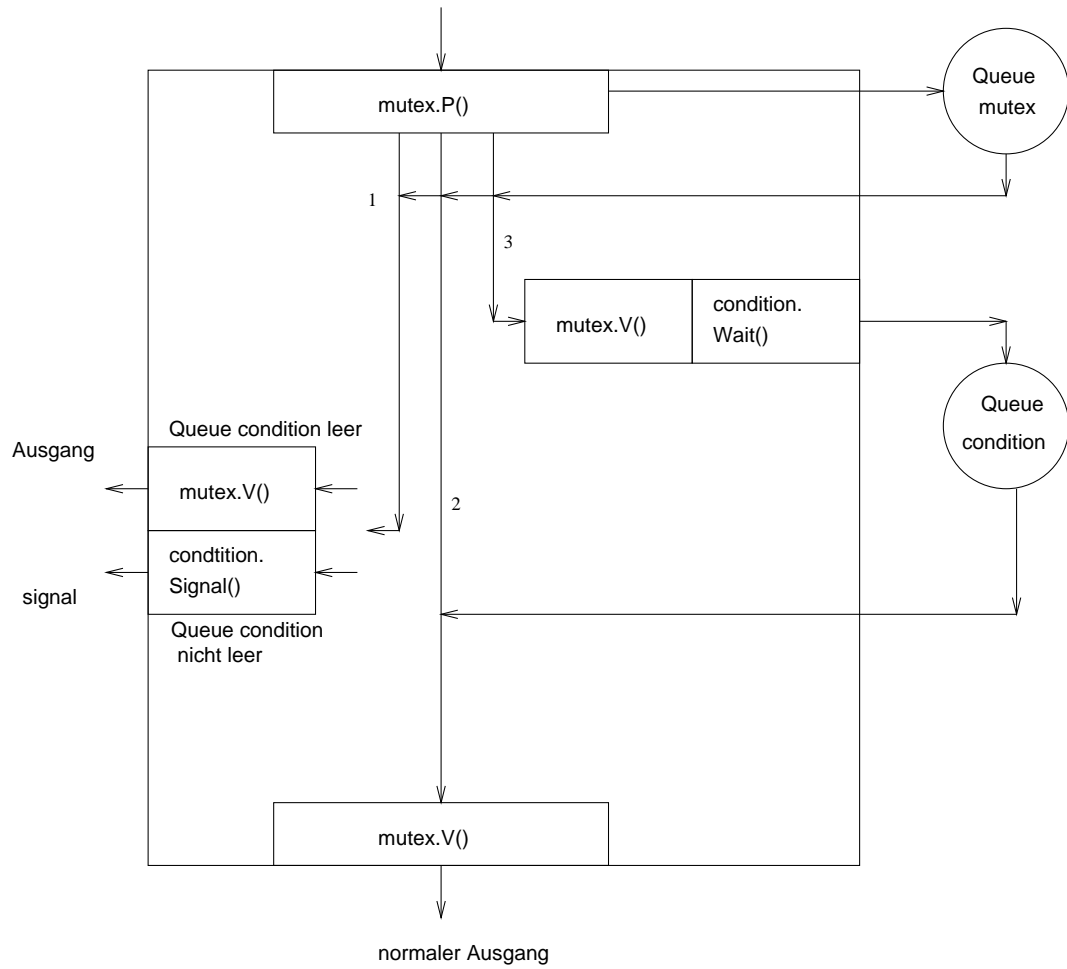 mutex.P()
Queue
mutex
1
3
mutex.V()
condition.
Wait()
Queue
condition
Queue condition leer
Ausgang
mutex.V()
2
condtition.
Signal()
signal
Queue condition
nicht leer
mutex.V()
normaler Ausgang